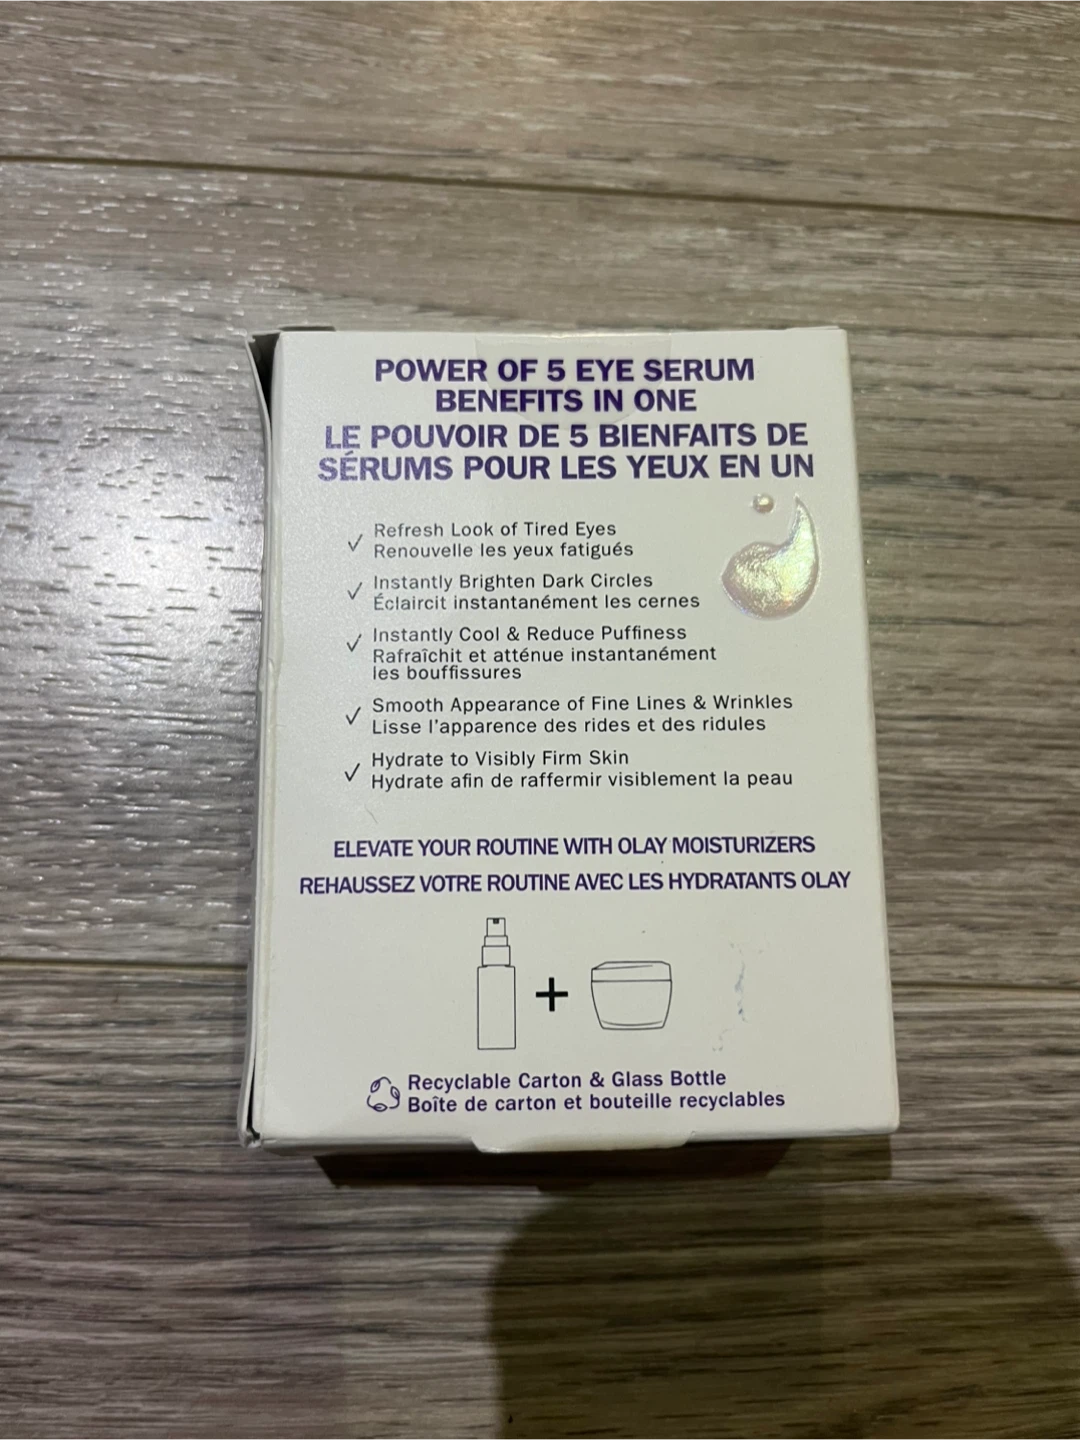 POWER OF 5 EYE SERUM
BENEFITS IN ONE
LE POUVOIR DE 5 BIENFAITS DE
SÉRUMS POUR LES YEUX EN UN
Refresh Look of Tired Eyes
Renouvelle les yeux fatigués
Instantly Brighten Dark Circles
Éclaircit instantanément les cernes
Instantly Cool & Reduce Puffiness
Rafraîchit et atténue instantanément
les bouffissures
Smooth Appearance of Fine Lines & Wrinkles
Lisse l'apparence des rides et des ridules
Hydrate to Visibly Firm Skin
Hydrate afin de raffermir visiblement la peau
ELEVATE YOUR ROUTINE WITH OLAY MOISTURIZERS
REHAUSSEZ VOTRE ROUTINE AVEC LES HYDRATANTS OLAY
+
Recyclable Carton & Glass Bottle
Boîte de carton et bouteille recyclables